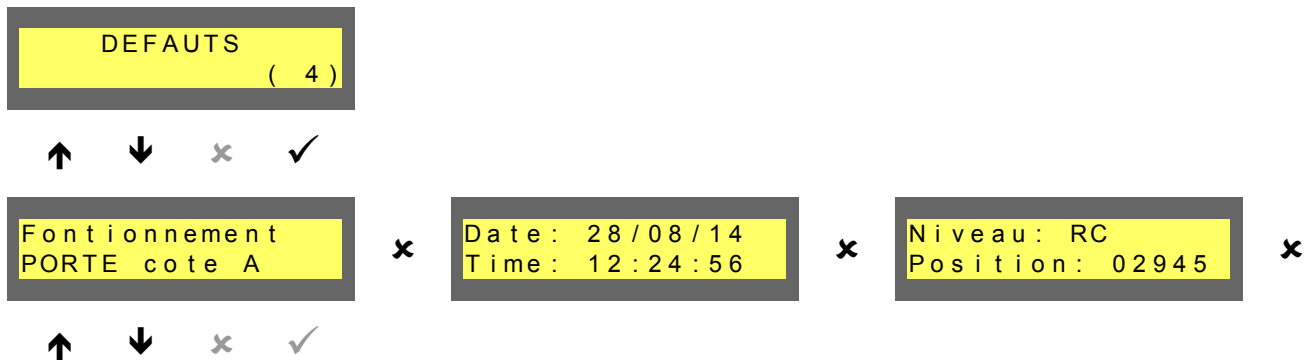 DEFAUTS
( 4)
Fontionnement
PORTE cote A
Date: 28/08/14
Time: 12:24:56
Niveau: RC
Position: 02945